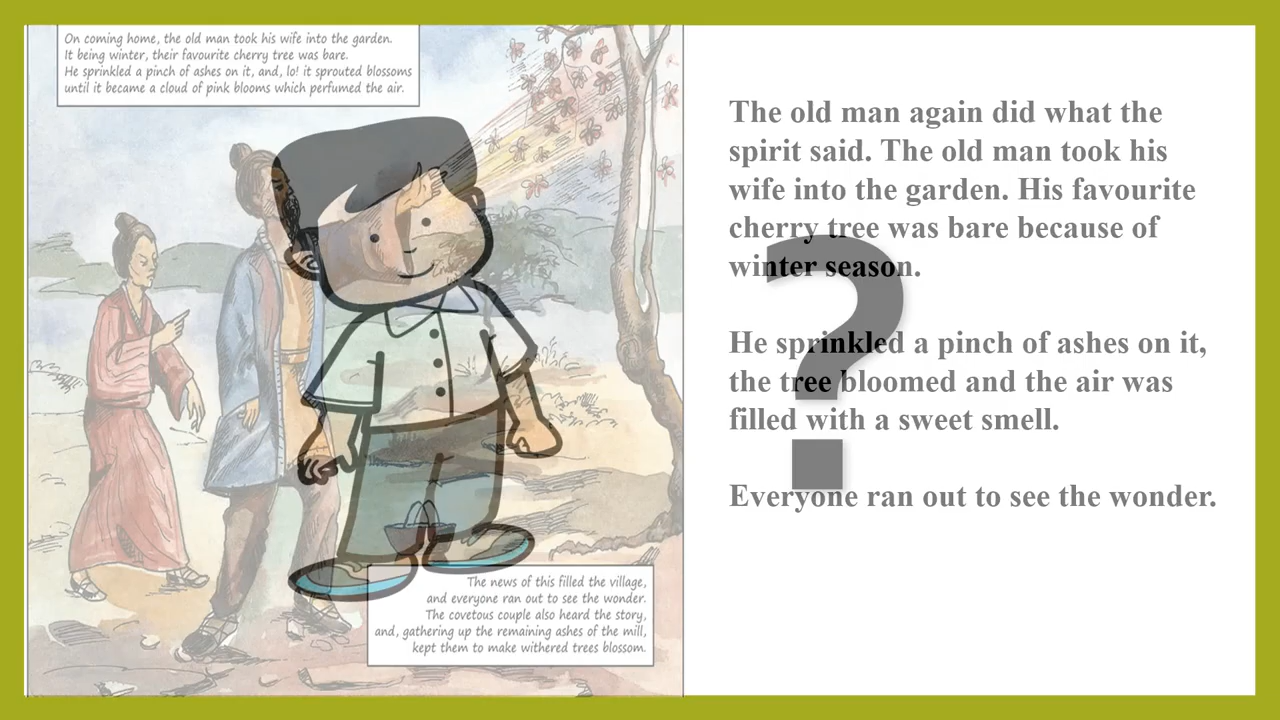 On coming home, the old man took his wife into the garden.
It being winter, their favourite cherry tree was bare.
He sprinkled a pinch of ashes on it, and, lo! it sprouted blossoms
until it became a cloud of pink blooms which perfumed the air.
The news of this filled the village,
and everyone ran out to see the wonder.
The covetous couple also heard the story,
and, gathering up the remaining ashes of the mill,
kept them to make withered trees blossom.
The old man again did what the
spirit said. The old man took his
wife into the garden. His favourite
cherry tree was bare because of
winter season.
He sprinkled a pinch of ashes on it,
the tree bloomed and the air was
filled with a sweet smell.
Everyone ran out to see the wonder.
?